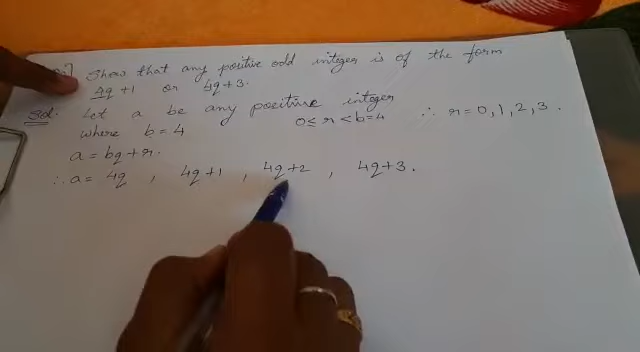 Show that any positive odd integer is of the form
4q+1 or 4q+3.
Sol: Let a be any positive integer
where b=4 0≤r<b=4 ∴ r=0,1,2,3.
a=bq+r.
∴ a= 4q , 4q+1 , 4q+2 , 4q+3.